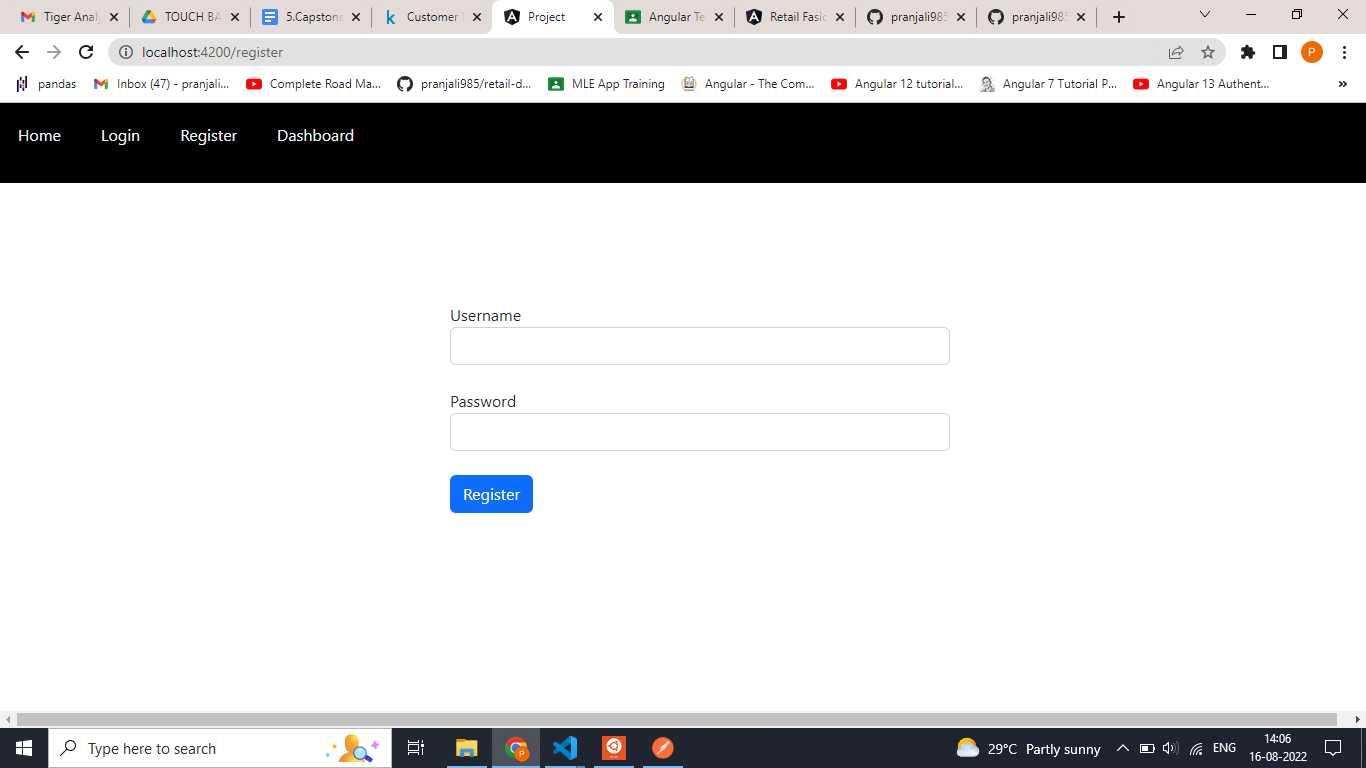 Tiger Analy
TOUCH BA
5.Capstone
Customer
Project
Angular Te
Retail Fasio
pranjali985
pranjali985
localhost:4200/register
P
pandas
Inbox (47) - pranjali...
Complete Road Ma...
pranjali985/retail-d...
MLE App Training
Angular - The Com...
Angular 12 tutorial...
Angular 7 Tutorial P...
Angular 13 Authent...
»
Home
Login
Register
Dashboard
Username
Password
Register
Type here to search
P
29°C Partly sunny
ENG
14:06
16-08-2022